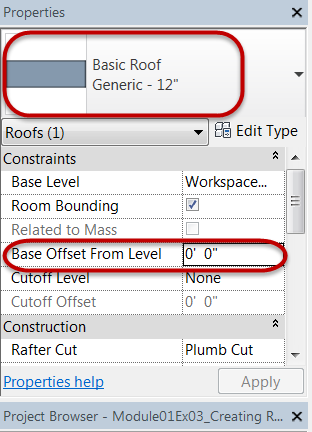 Properties
Basic Roof
Generic - 12"
Roofs (1)
Edit Type
Constraints
Base Level Workspace...
Room Bounding
Related to Mass
Base Offset From Level 0' 0"
Cutoff Level None
Cutoff Offset 0' 0"
Construction
Rafter Cut Plumb Cut
Properties help Apply
Project Browser - Module01Ex03_Creating R...